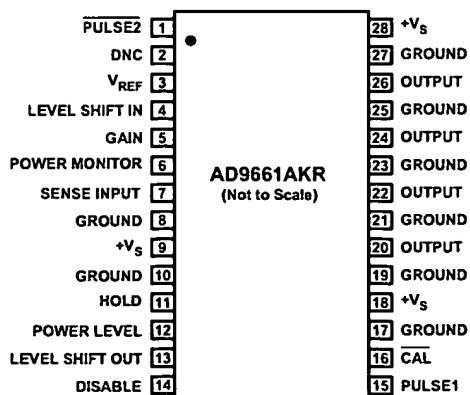 PULSE2 1
DNC 2
VREF 3
LEVEL SHIFT IN 4
GAIN 5
POWER MONITOR 6
SENSE INPUT 7
GROUND 8
+VS 9
GROUND 10
HOLD 11
POWER LEVEL 12
LEVEL SHIFT OUT 13
DISABLE 14
AD9661AKR
(Not to Scale)
28 +VS
27 GROUND
26 OUTPUT
25 GROUND
24 OUTPUT
23 GROUND
22 OUTPUT
21 GROUND
20 OUTPUT
19 GROUND
18 +VS
17 GROUND
16 CAL
15 PULSE1